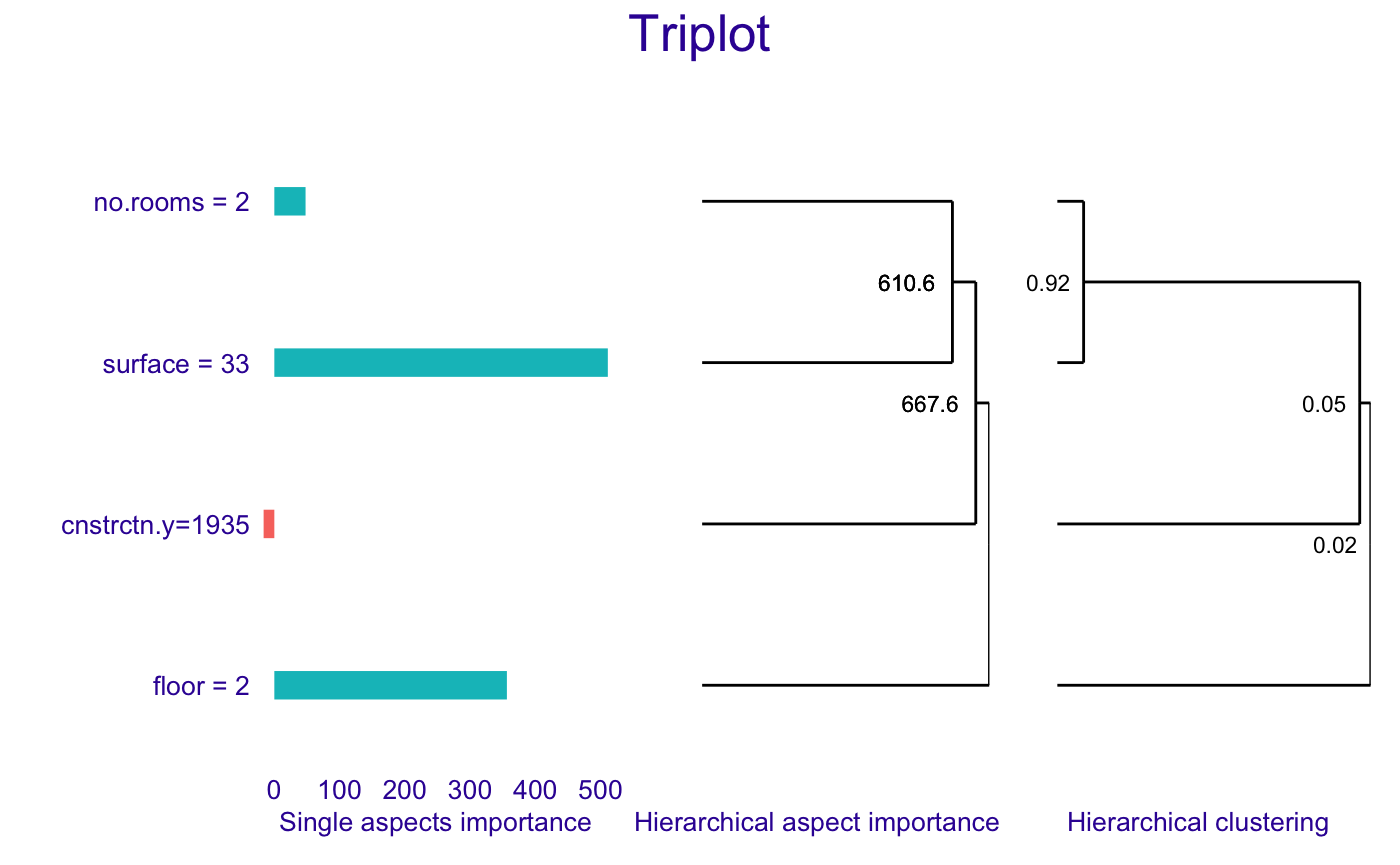 Triplot
no.rooms = 2
610.6
0.92
surface = 33
667.6
0.05
cnstrctn.y=1935
0.02
floor = 2
0 100 200 300 400 500
Single aspects importance
Hierarchical aspect importance
Hierarchical clustering